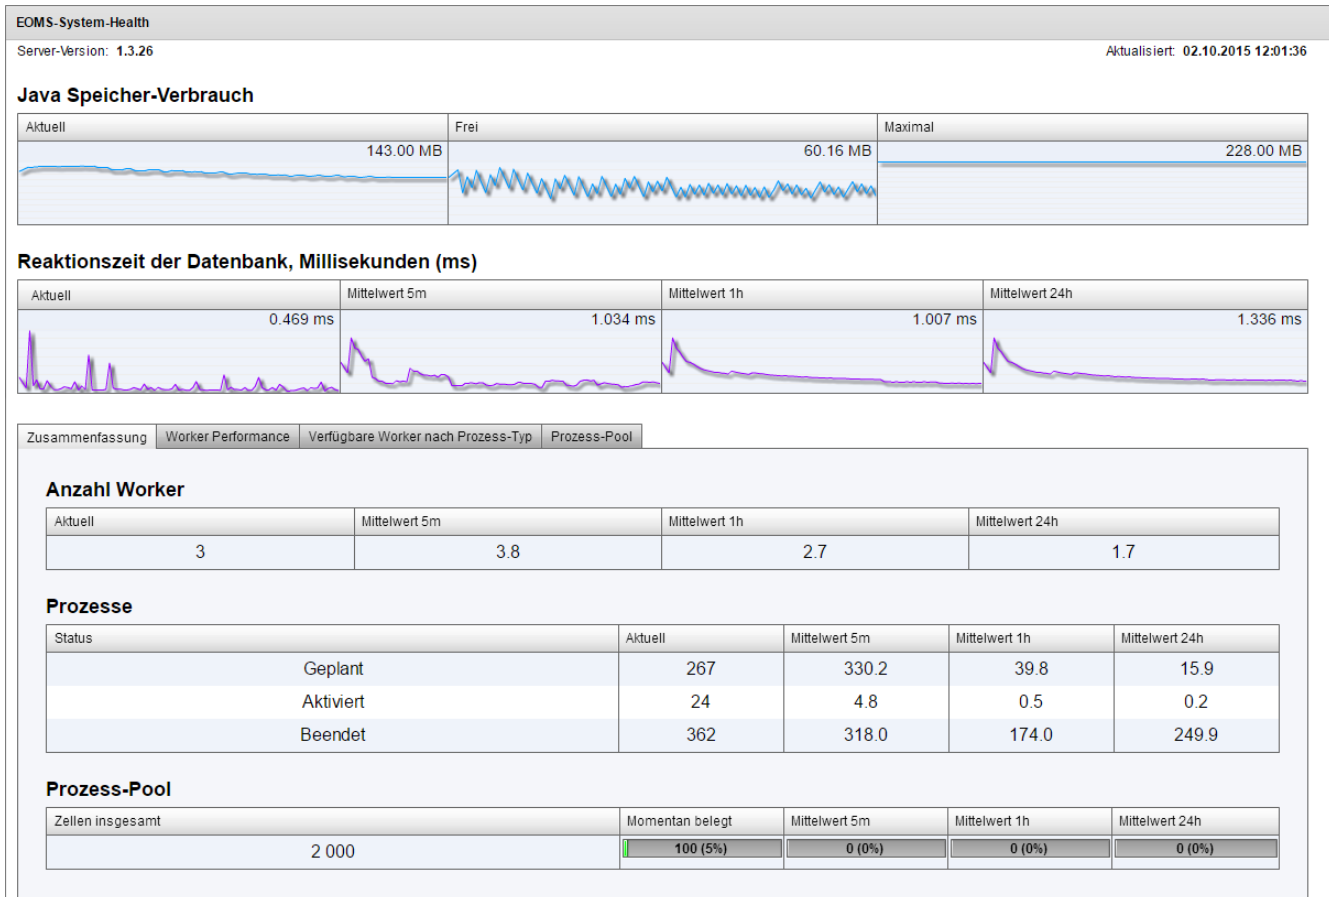 EOMS-System-Health
Server-Version: 1.3.26 Aktualisiert: 02.10.2015 12:01:36
Java Speicher-Verbrauch
Aktuell Frei Maximal
143.00 MB 60.16 MB 228.00 MB
Reaktionszeit der Datenbank, Millisekunden (ms)
Aktuell Mittelwert 5m Mittelwert 1h Mittelwert 24h
0.469 ms 1.034 ms 1.007 ms 1.336 ms
Zusammenfassung Worker Performance Verfügbare Worker nach Prozess-Typ Prozess-Pool
Anzahl Worker
Aktuell Mittelwert 5m Mittelwert 1h Mittelwert 24h
3 3.8 2.7 1.7
Prozesse
Status Aktuell Mittelwert 5m Mittelwert 1h Mittelwert 24h
Geplant 267 330.2 39.8 15.9
Aktiviert 24 4.8 0.5 0.2
Beendet 362 318.0 174.0 249.9
Prozess-Pool
Zellen insgesamt Momentan belegt Mittelwert 5m Mittelwert 1h Mittelwert 24h
2 000 100 (5%) 0 (0%) 0 (0%) 0 (0%)